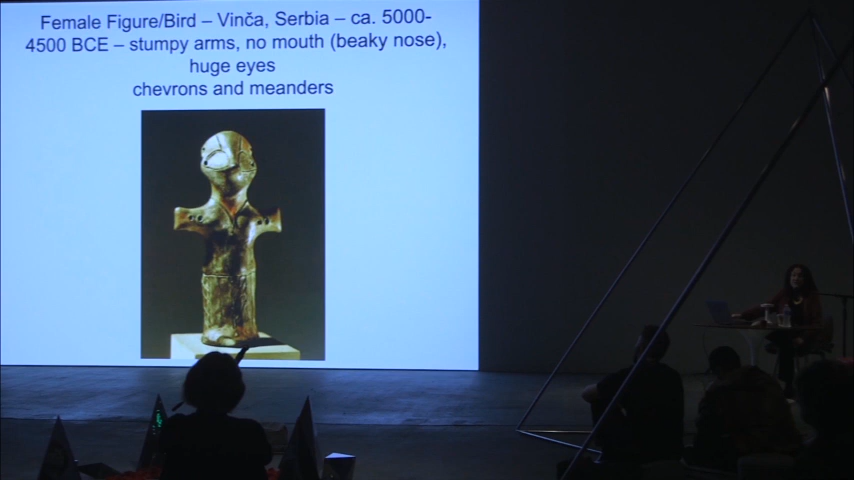 Female Figure/Bird – Vinča, Serbia – ca. 5000-
4500 BCE – stumpy arms, no mouth (beaky nose),
huge eyes
chevrons and meanders